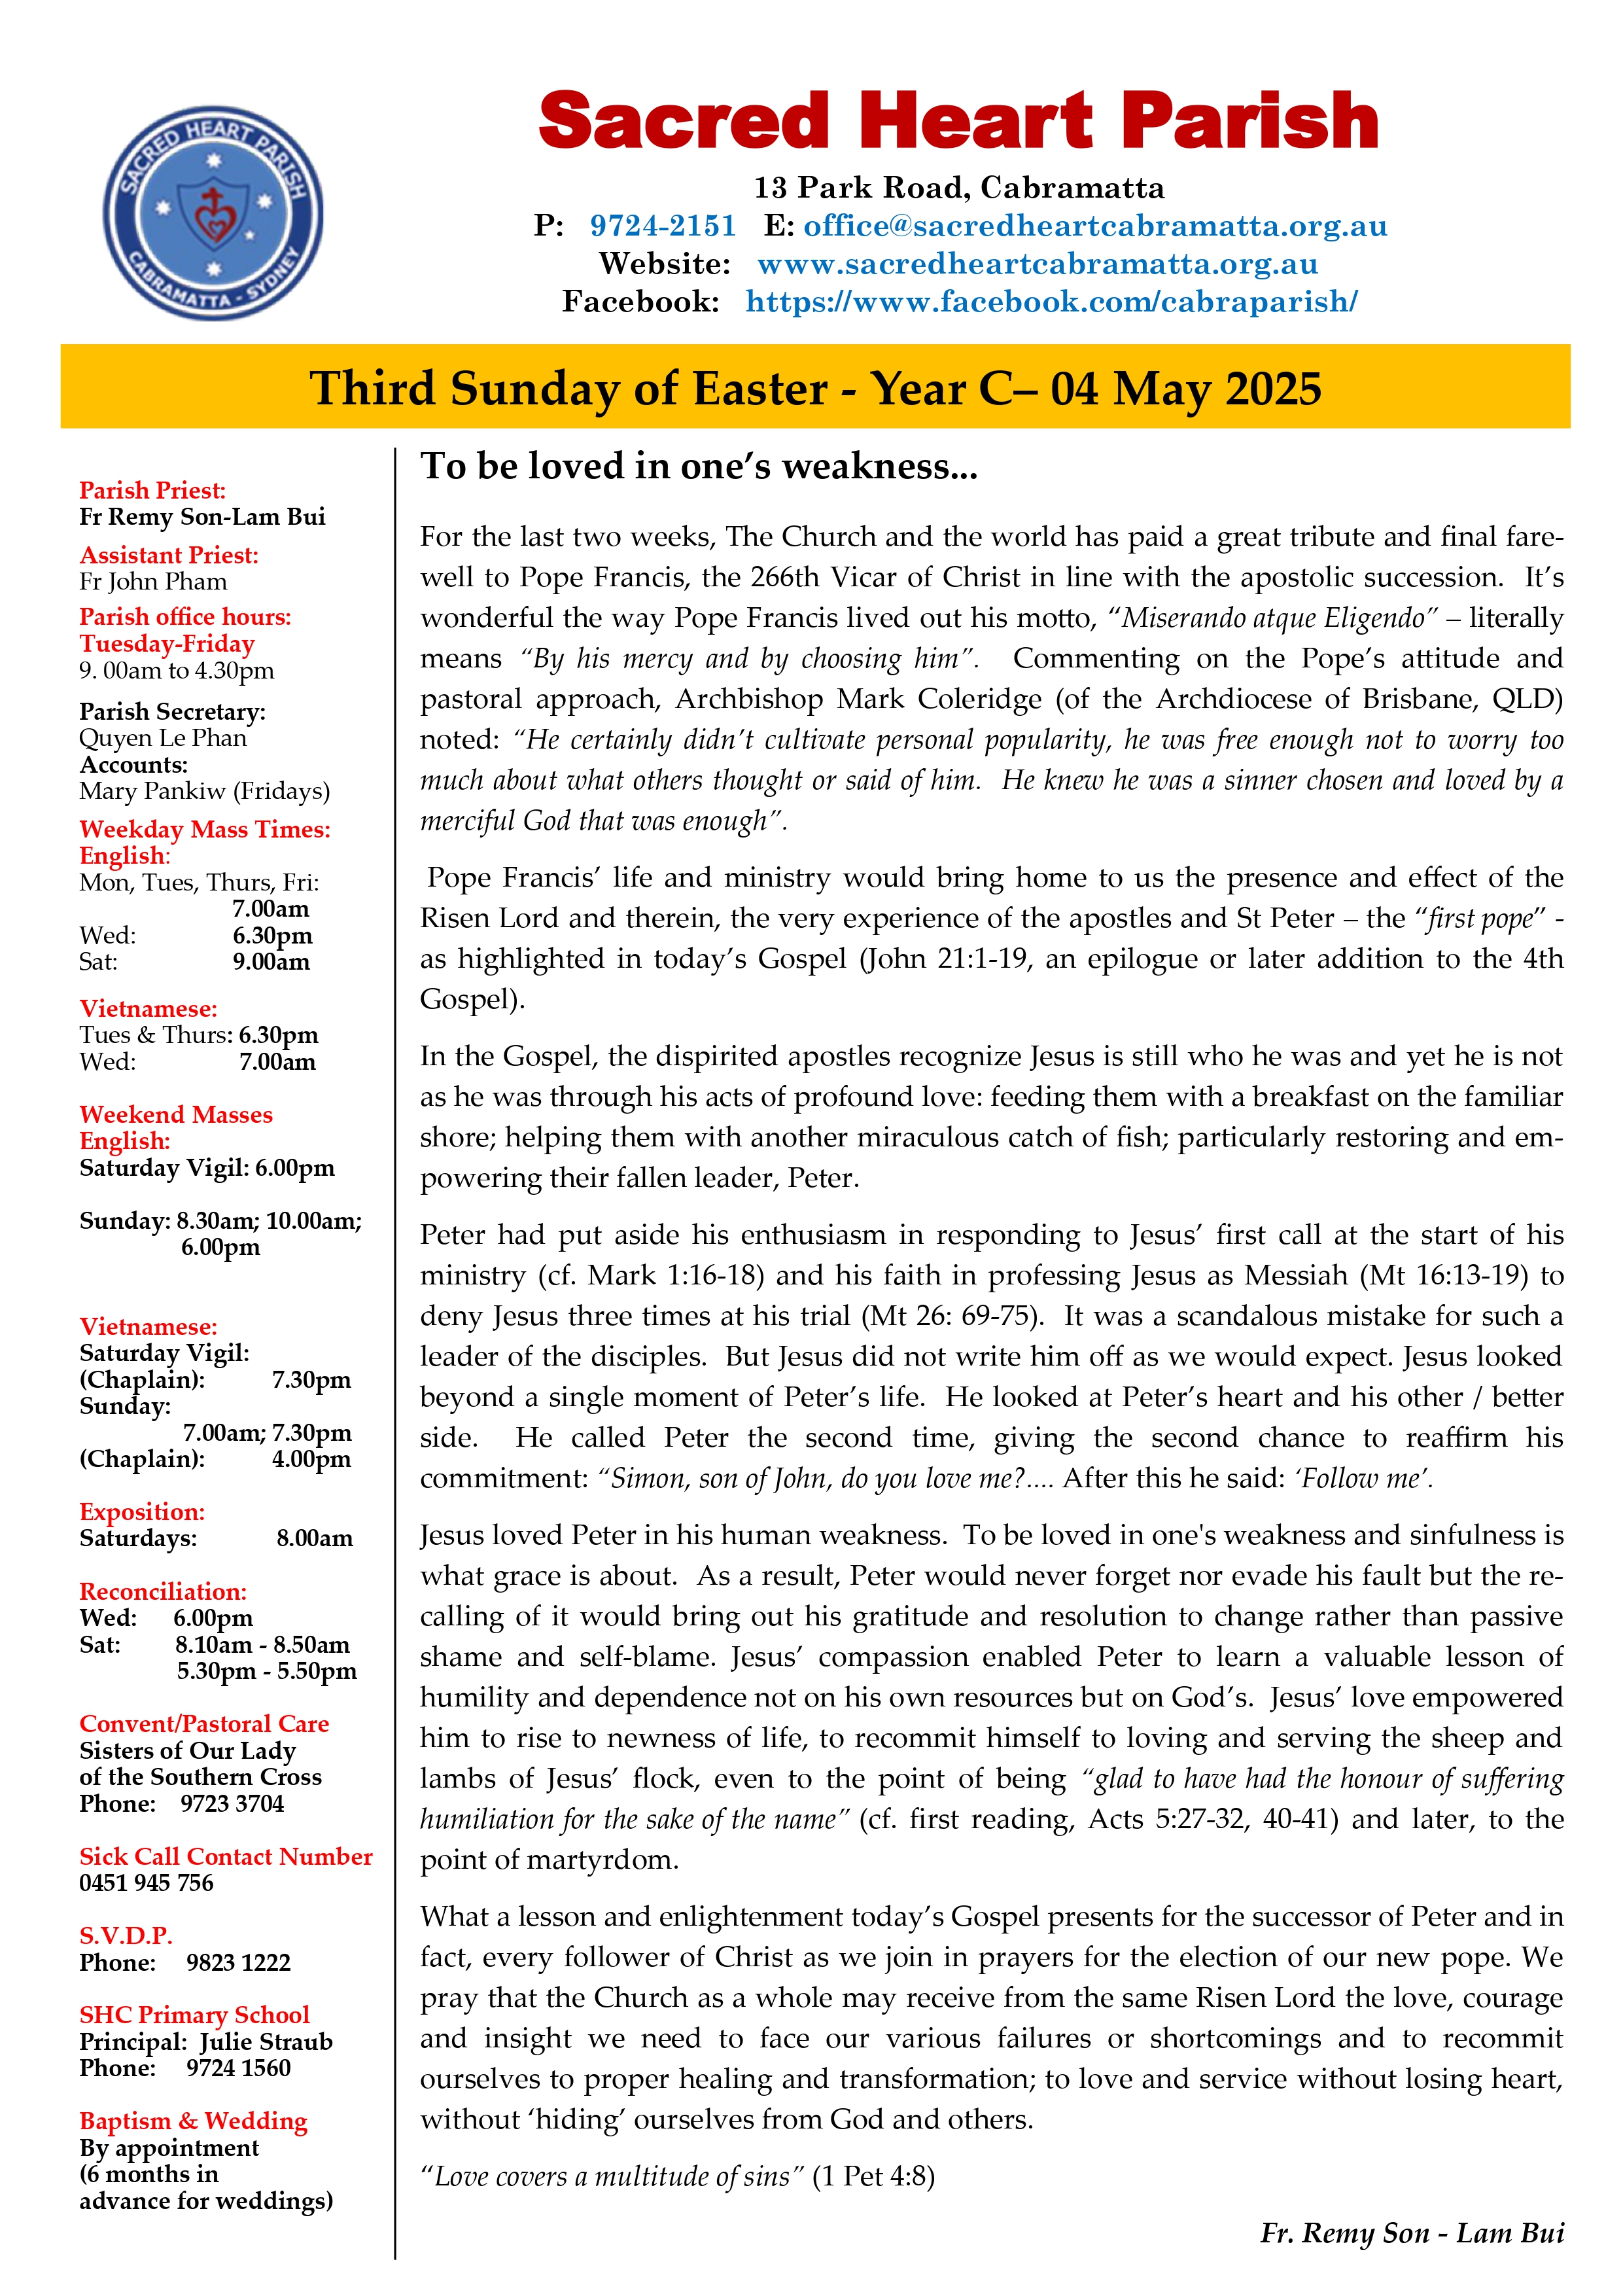 SACRED HEART PARISH
CABRAMATTA - SYDNEY
Sacred Heart Parish
13 Park Road, Cabramatta
P: 9724-2151 E: office@sacredheartcabramatta.org.au
Website: www.sacredheartcabramatta.org.au
Facebook: https://www.facebook.com/cabraparish/
Third Sunday of Easter - Year C– 04 May 2025
Parish Priest:
Fr Remy Son-Lam Bui
Assistant Priest:
Fr John Pham
Parish office hours:
Tuesday-Friday
9. 00am to 4.30pm
Parish Secretary:
Quyen Le Phan
Accounts:
Mary Pankiw (Fridays)
Weekday Mass Times:
English:
Mon, Tues, Thurs, Fri:
7.00am
Wed: 6.30pm
Sat: 9.00am
Vietnamese:
Tues & Thurs: 6.30pm
Wed: 7.00am
Weekend Masses
English:
Saturday Vigil: 6.00pm
Sunday: 8.30am; 10.00am;
6.00pm
Vietnamese:
Saturday Vigil:
(Chaplain): 7.30pm
Sunday:
7.00am; 7.30pm
(Chaplain): 4.00pm
Exposition:
Saturdays: 8.00am
Reconciliation:
Wed: 6.00pm
Sat: 8.10am - 8.50am
5.30pm - 5.50pm
Convent/Pastoral Care
Sisters of Our Lady
of the Southern Cross
Phone: 9723 3704
Sick Call Contact Number
0451 945 756
S.V.D.P.
Phone: 9823 1222
SHC Primary School
Principal: Julie Straub
Phone: 9724 1560
Baptism & Wedding
By appointment
(6 months in
advance for weddings)
To be loved in one’s weakness...
For the last two weeks, The Church and the world has paid a great tribute and final fare-
well to Pope Francis, the 266th Vicar of Christ in line with the apostolic succession. It’s
wonderful the way Pope Francis lived out his motto, “Miserando atque Eligendo” – literally
means “By his mercy and by choosing him”. Commenting on the Pope’s attitude and
pastoral approach, Archbishop Mark Coleridge (of the Archdiocese of Brisbane, QLD)
noted: “He certainly didn’t cultivate personal popularity, he was free enough not to worry too
much about what others thought or said of him. He knew he was a sinner chosen and loved by a
merciful God that was enough”.
Pope Francis’ life and ministry would bring home to us the presence and effect of the
Risen Lord and therein, the very experience of the apostles and St Peter – the “first pope” -
as highlighted in today’s Gospel (John 21:1-19, an epilogue or later addition to the 4th
Gospel).
In the Gospel, the dispirited apostles recognize Jesus is still who he was and yet he is not
as he was through his acts of profound love: feeding them with a breakfast on the familiar
shore; helping them with another miraculous catch of fish; particularly restoring and em-
powering their fallen leader, Peter.
Peter had put aside his enthusiasm in responding to Jesus’ first call at the start of his
ministry (cf. Mark 1:16-18) and his faith in professing Jesus as Messiah (Mt 16:13-19) to
deny Jesus three times at his trial (Mt 26: 69-75). It was a scandalous mistake for such a
leader of the disciples. But Jesus did not write him off as we would expect. Jesus looked
beyond a single moment of Peter’s life. He looked at Peter’s heart and his other / better
side. He called Peter the second time, giving the second chance to reaffirm his
commitment: “Simon, son of John, do you love me?.... After this he said: ‘Follow me’.
Jesus loved Peter in his human weakness. To be loved in one's weakness and sinfulness is
what grace is about. As a result, Peter would never forget nor evade his fault but the re-
calling of it would bring out his gratitude and resolution to change rather than passive
shame and self-blame. Jesus’ compassion enabled Peter to learn a valuable lesson of
humility and dependence not on his own resources but on God’s. Jesus’ love empowered
him to rise to newness of life, to recommit himself to loving and serving the sheep and
lambs of Jesus’ flock, even to the point of being “glad to have had the honour of suffering
humiliation for the sake of the name” (cf. first reading, Acts 5:27-32, 40-41) and later, to the
point of martyrdom.
What a lesson and enlightenment today’s Gospel presents for the successor of Peter and in
fact, every follower of Christ as we join in prayers for the election of our new pope. We
pray that the Church as a whole may receive from the same Risen Lord the love, courage
and insight we need to face our various failures or shortcomings and to recommit
ourselves to proper healing and transformation; to love and service without losing heart,
without ‘hiding’ ourselves from God and others.
“Love covers a multitude of sins” (1 Pet 4:8)
Fr. Remy Son - Lam Bui